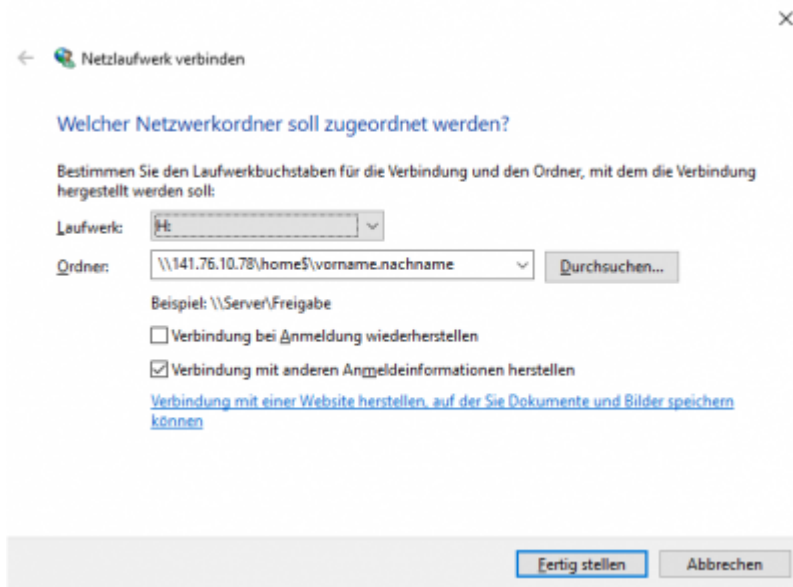 Netzlaufwerk verbinden
Welcher Netzwerkordner soll zugeordnet werden?
Bestimmen Sie den Laufwerkbuchstaben für die Verbindung und den Ordner, mit dem die Verbindung
hergestellt werden soll:
Laufwerk: H:
Ordner: \\141.76.10.78\home$\vorname.nachname Durchsuchen...
Beispiel: \\Server\Freigabe
Verbindung bei Anmeldung wiederherstellen
Verbindung mit anderen Anmeldeinformationen herstellen
Verbindung mit einer Website herstellen, auf der Sie Dokumente und Bilder speichern
können
Fertig stellen Abbrechen